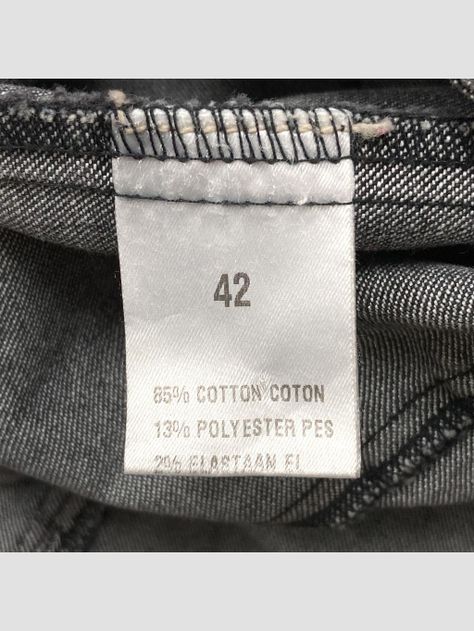 42
85% COTTON COTON
13% POLYESTER PES
2% ELASTAAN EL